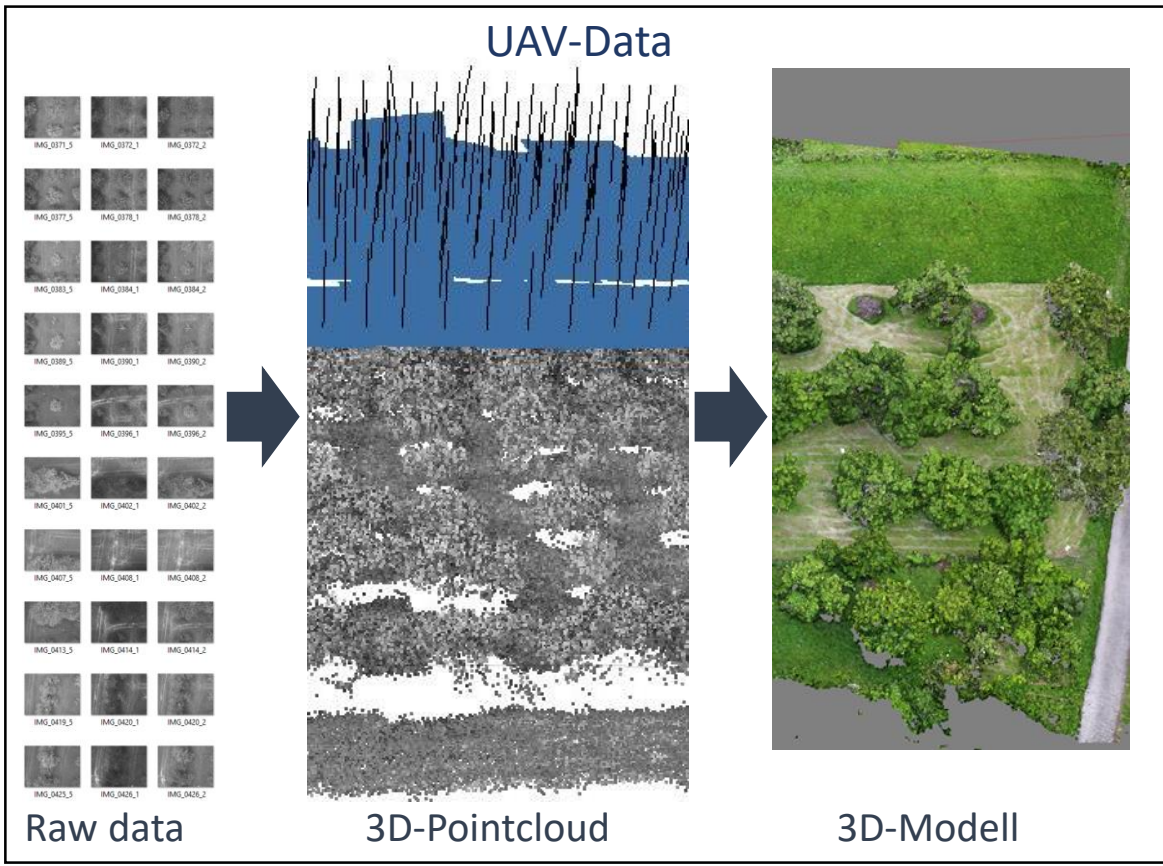 UAV-Data
IMG_0371_5 IMG_0372_1 IMG_0372_2
IMG_0377_5 IMG_0378_1 IMG_0378_2
IMG_0383_5 IMG_0384_1 IMG_0384_2
IMG_0389_5 IMG_0390_1 IMG_0390_2
IMG_0395_5 IMG_0396_1 IMG_0396_2
IMG_0401_5 IMG_0402_1 IMG_0402_2
IMG_0407_5 IMG_0408_1 IMG_0408_2
IMG_0413_5 IMG_0414_1 IMG_0414_2
IMG_0419_5 IMG_0420_1 IMG_0420_2
IMG_0425_5 IMG_0426_1 IMG_0426_2
Raw data 3D-Pointcloud 3D-Modell